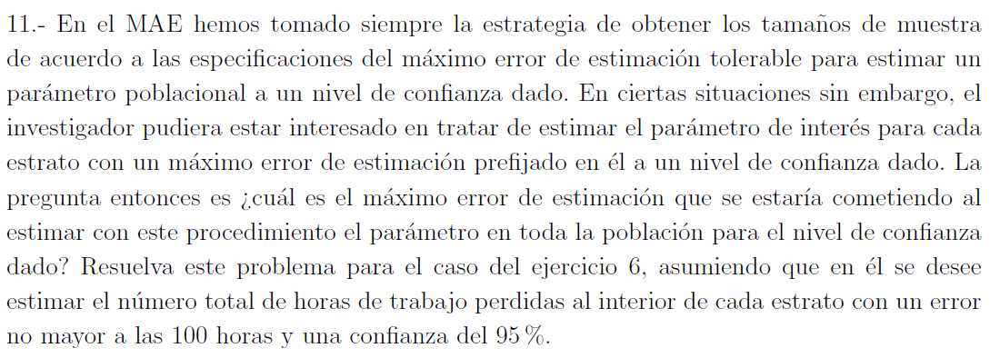 11.- En el MAE hemos tomado siempre la estrategia de obtener los tamaños de muestra
de acuerdo a las especificaciones del máximo error de estimación tolerable para estimar un
parámetro poblacional a un nivel de confianza dado. En ciertas situaciones sin embargo, el
investigador pudiera estar interesado en tratar de estimar el parámetro de interés para cada
estrato con un máximo error de estimación prefijado en él a un nivel de confianza dado. La
pregunta entonces es ¿cuál es el máximo error de estimación que se estaría cometiendo al
estimar con este procedimiento el parámetro en toda la población para el nivel de confianza
dado? Resuelva este problema para el caso del ejercicio 6, asumiendo que en él se desee
estimar el número total de horas de trabajo perdidas al interior de cada estrato con un error
no mayor a las 100 horas y una confianza del 95 %.